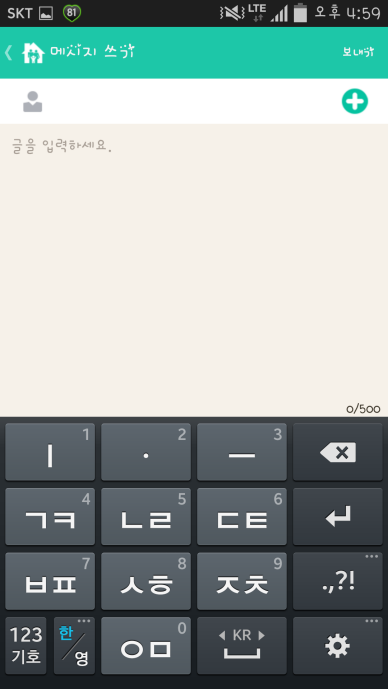 SKT 81 LTE 오후 4:59
메시지 쓰기 보내기
글을 입력하세요.
0/500
ㅣ 1 · 2 ㅡ 3
ㄱㅋ 4 ㄴㄹ 5 ㄷㅌ 6
ㅂㅍ 7 ㅅㅎ 8 ㅈㅊ 9 .,?!
123 기호 한/영 ㅇㅁ 0 KR